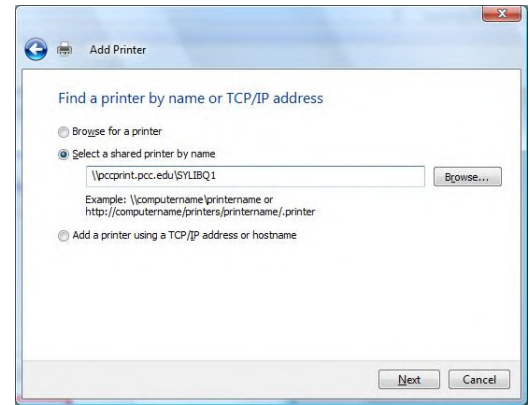 Add Printer
Find a printer by name or TCP/IP address
Browse for a printer
Select a shared printer by name
\\pccprint.pcc.edu\SYLIBQ1
Browse...
Example: \\computername\printername or
http://computername/printers/printername/.printer
Add a printer using a TCP/IP address or hostname
Next Cancel